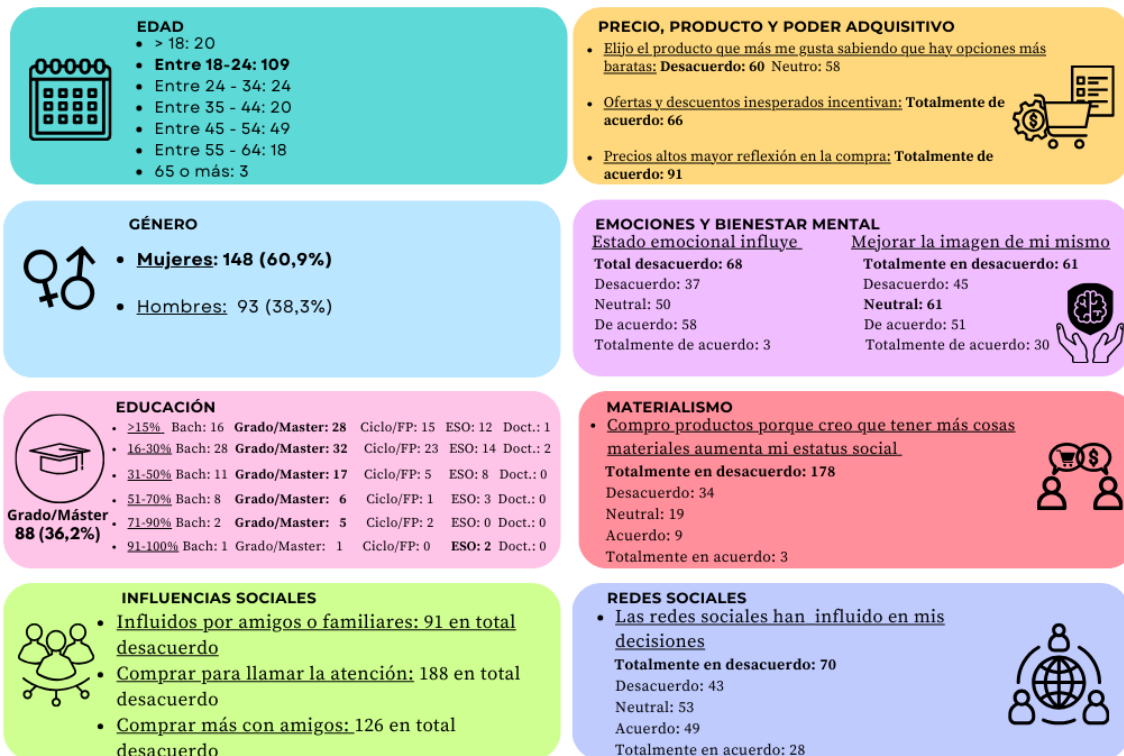 EDAD
• > 18: 20
• Entre 18-24: 109
• Entre 24 - 34: 24
• Entre 35 - 44: 20
• Entre 45 - 54: 49
• Entre 55 - 64: 18
• 65 o más: 3
PRECIO, PRODUCTO Y PODER ADQUISITIVO
• Elijo el producto que más me gusta sabiendo que hay opciones más
baratas: Desacuerdo: 60 Neutro: 58
• Ofertas y descuentos inesperados incentivan: Totalmente de
acuerdo: 66
• Precios altos mayor reflexión en la compra: Totalmente de
acuerdo: 91
GÉNERO
• Mujeres: 148 (60,9%)
• Hombres: 93 (38,3%)
EMOCIONES Y BIENESTAR MENTAL
Estado emocional influye
Total desacuerdo: 68
Desacuerdo: 37
Neutral: 50
De acuerdo: 58
Totalmente de acuerdo: 3
Mejorar la imagen de mi mismo
Totalmente en desacuerdo: 61
Desacuerdo: 45
Neutral: 61
De acuerdo: 51
Totalmente de acuerdo: 30
EDUCACIÓN
Grado/Máster
88 (36,2%)
• >15% Bach: 16 Grado/Master: 28 Ciclo/FP: 15 ESO: 12 Doct.: 1
• 16-30% Bach: 28 Grado/Master: 32 Ciclo/FP: 23 ESO: 14 Doct.: 2
• 31-50% Bach: 11 Grado/Master: 17 Ciclo/FP: 5 ESO: 8 Doct.: 0
• 51-70% Bach: 8 Grado/Master: 6 Ciclo/FP: 1 ESO: 3 Doct.: 0
• 71-90% Bach: 2 Grado/Master: 5 Ciclo/FP: 2 ESO: 0 Doct.: 0
• 91-100% Bach: 1 Grado/Master: 1 Ciclo/FP: 0 ESO: 2 Doct.: 0
MATERIALISMO
• Compro productos porque creo que tener más cosas
materiales aumenta mi estatus social
Totalmente en desacuerdo: 178
Desacuerdo: 34
Neutral: 19
Acuerdo: 9
Totalmente en acuerdo: 3
INFLUENCIAS SOCIALES
• Influidos por amigos o familiares: 91 en total
desacuerdo
• Comprar para llamar la atención: 188 en total
desacuerdo
• Comprar más con amigos: 126 en total
desacuerdo
REDES SOCIALES
• Las redes sociales han influido en mis
decisiones
Totalmente en desacuerdo: 70
Desacuerdo: 43
Neutral: 53
Acuerdo: 49
Totalmente en acuerdo: 28